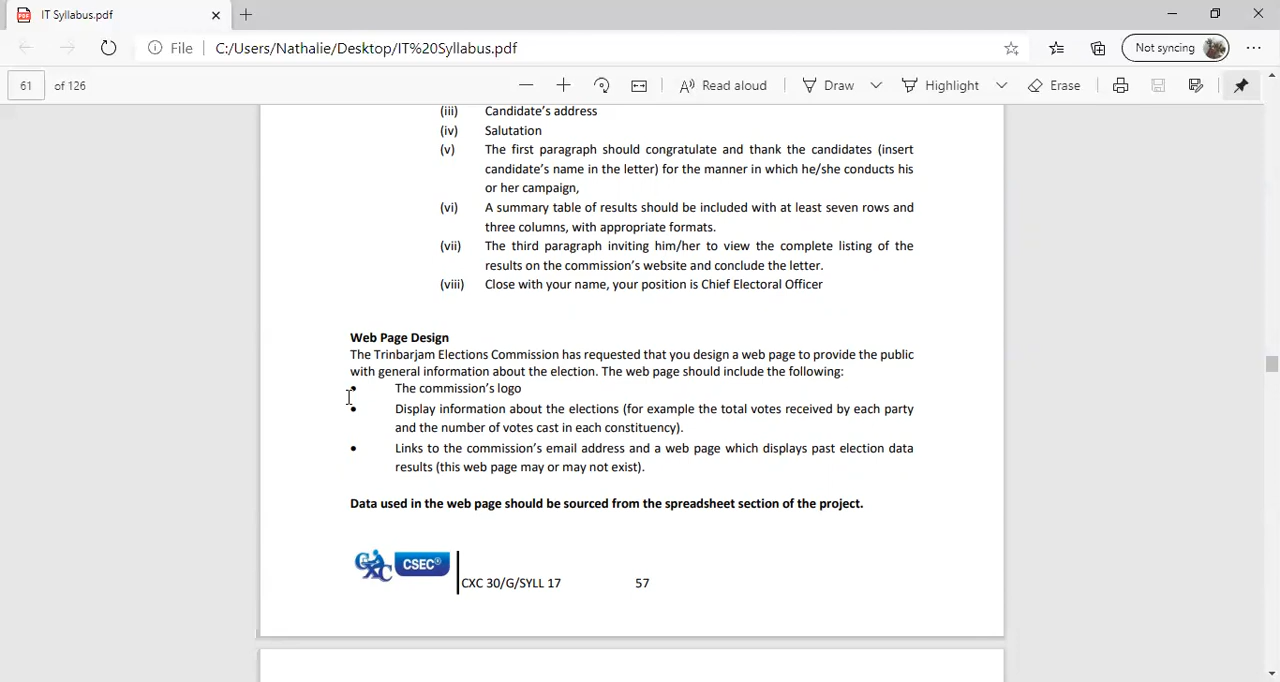 IT Syllabus.pdf
File
C:/Users/Nathalie/Desktop/IT%20Syllabus.pdf
Not syncing
61
of 126
Read aloud
Draw
Highlight
Erase
(iii) Candidate's address
(iv) Salutation
(v) The first paragraph should congratulate and thank the candidates (insert
candidate's name in the letter) for the manner in which he/she conducts his
or her campaign,
(vi) A summary table of results should be included with at least seven rows and
three columns, with appropriate formats.
(vii) The third paragraph inviting him/her to view the complete listing of the
results on the commission's website and conclude the letter.
(viii) Close with your name, your position is Chief Electoral Officer
Web Page Design
The Trinbarjam Elections Commission has requested that you design a web page to provide the public
with general information about the election. The web page should include the following:
• The commission's logo
• Display information about the elections (for example the total votes received by each party
and the number of votes cast in each constituency).
• Links to the commission's email address and a web page which displays past election data
results (this web page may or may not exist).
Data used in the web page should be sourced from the spreadsheet section of the project.
CXC CSEC®
CXC 30/G/SYLL 17 57